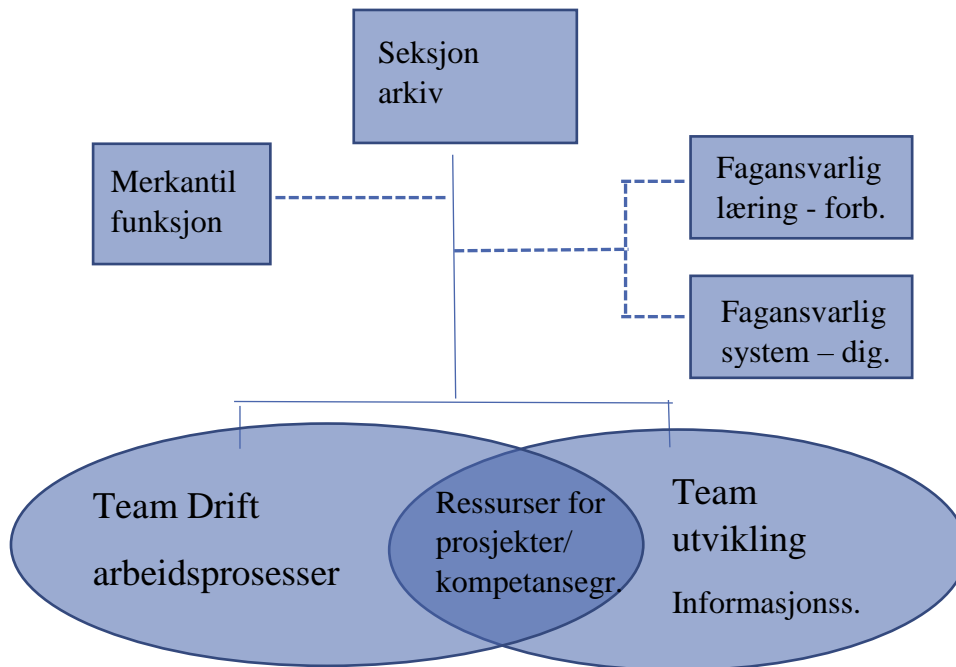 Seksjon
arkiv
Merkantil
funksjon
Fagansvarlig
læring - forb.
Fagansvarlig
system – dig.
Team Drift
arbeidsprosesser
Ressurser for
prosjekter/
kompetansegr.
Team
utvikling
Informasjonss.